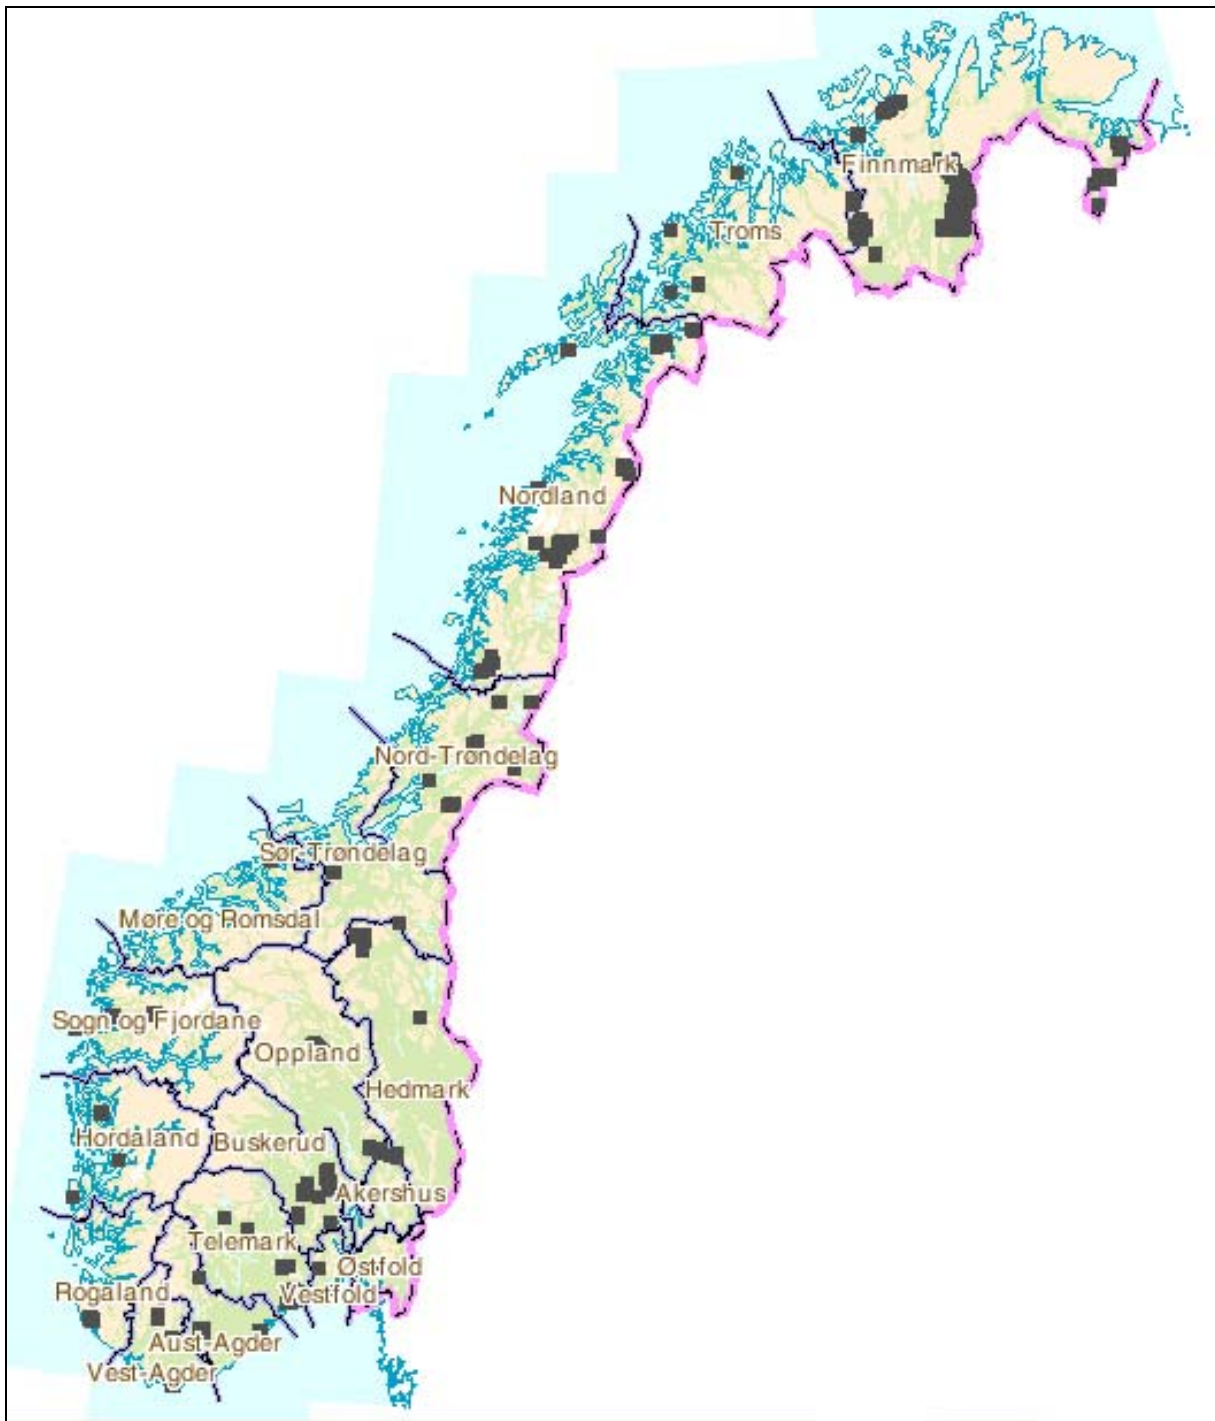 Finnmark
Troms
Nordland
Nord-Trøndelag
Sør-Trøndelag
Møre og Romsdal
Sogn og Fjordane
Oppland
Hedmark
Hordaland
Buskerud
Akershus
Telemark
Østfold
Rogaland
Vestfold
Aust-Agder
Vest-Agder